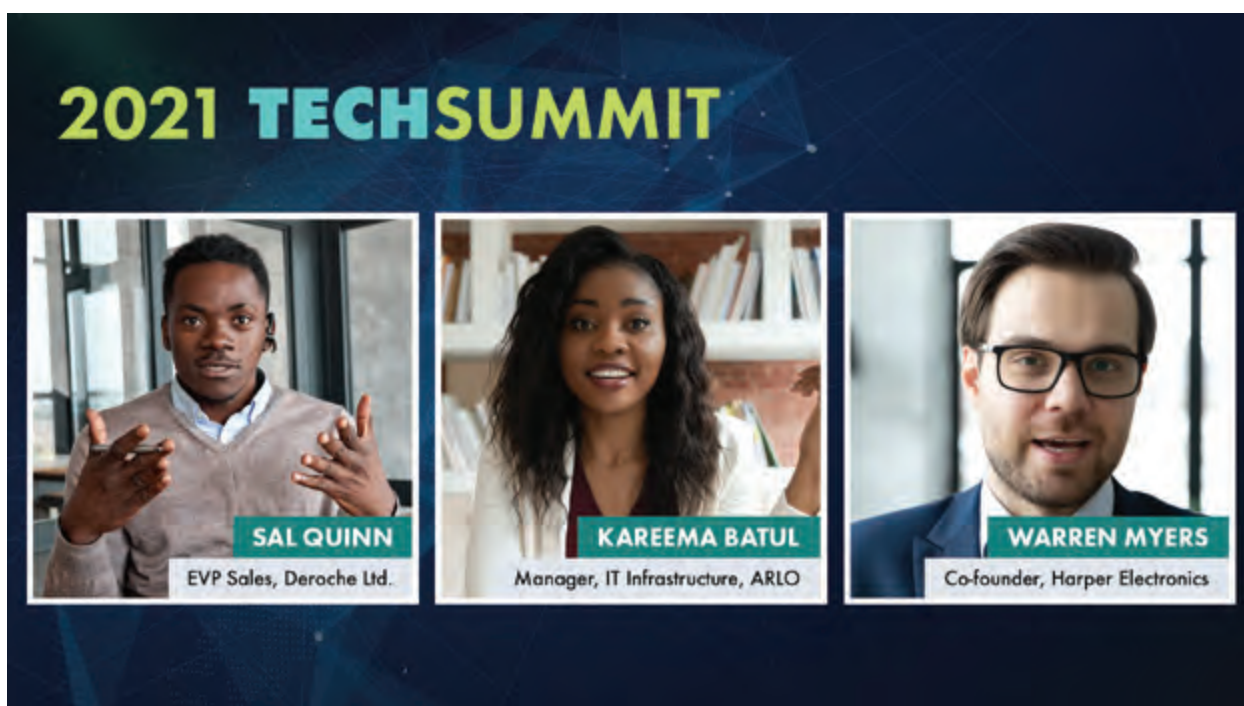 2021 TECHSUMMIT
SAL QUINN
EVP Sales, Deroche Ltd.
KAREEMA BATUL
Manager, IT Infrastructure, ARLO
WARREN MYERS
Co-founder, Harper Electronics